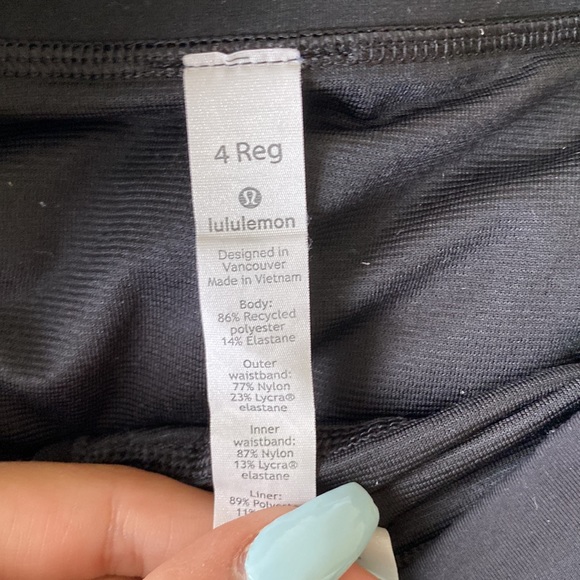 4 Reg
lululemon
Designed in
Vancouver
Made in Vietnam
Body:
86% Recycled
polyester
14% Elastane
Outer
waistband:
77% Nylon
23% Lycra®
elastane
Inner
waistband:
87% Nylon
13% Lycra®
elastane
Liner:
89%